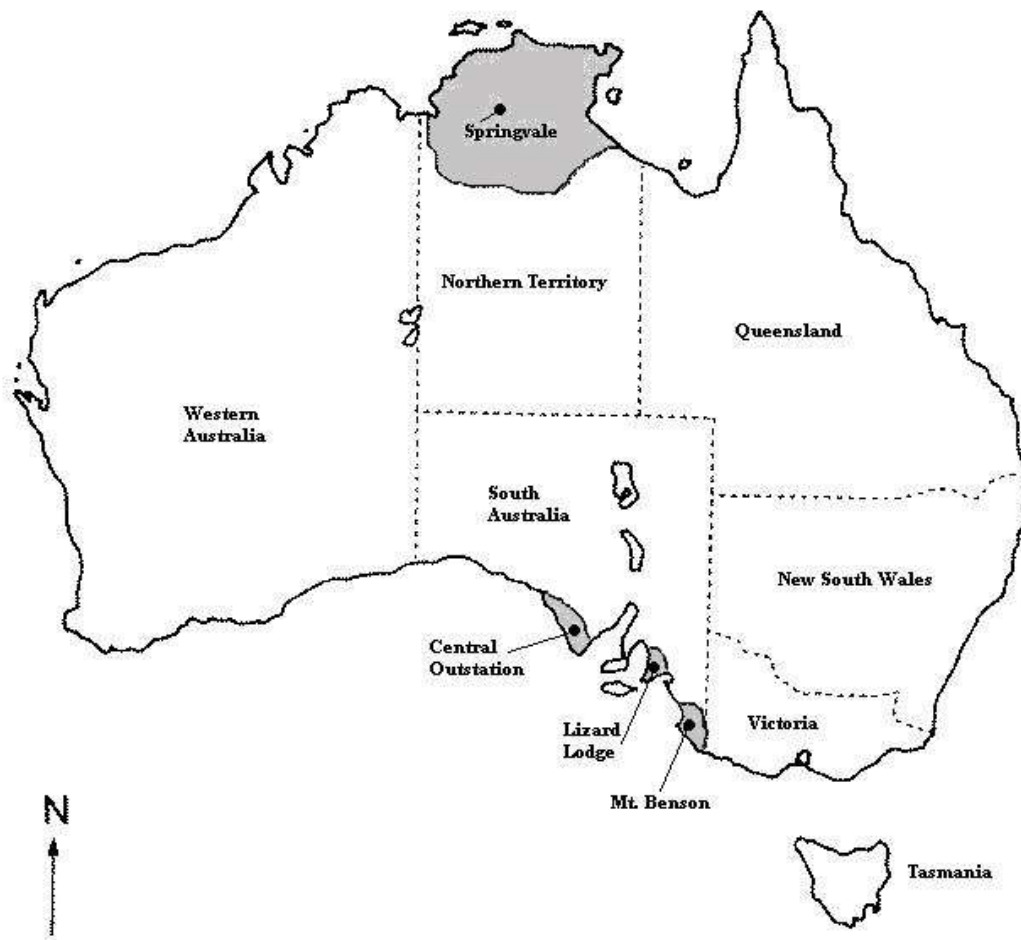 Springvale
Northern Territory
Queensland
Western
Australia
South
Australia
New South Wales
Central
Outstation
Lizard
Lodge
Victoria
Mt. Benson
N
Tasmania